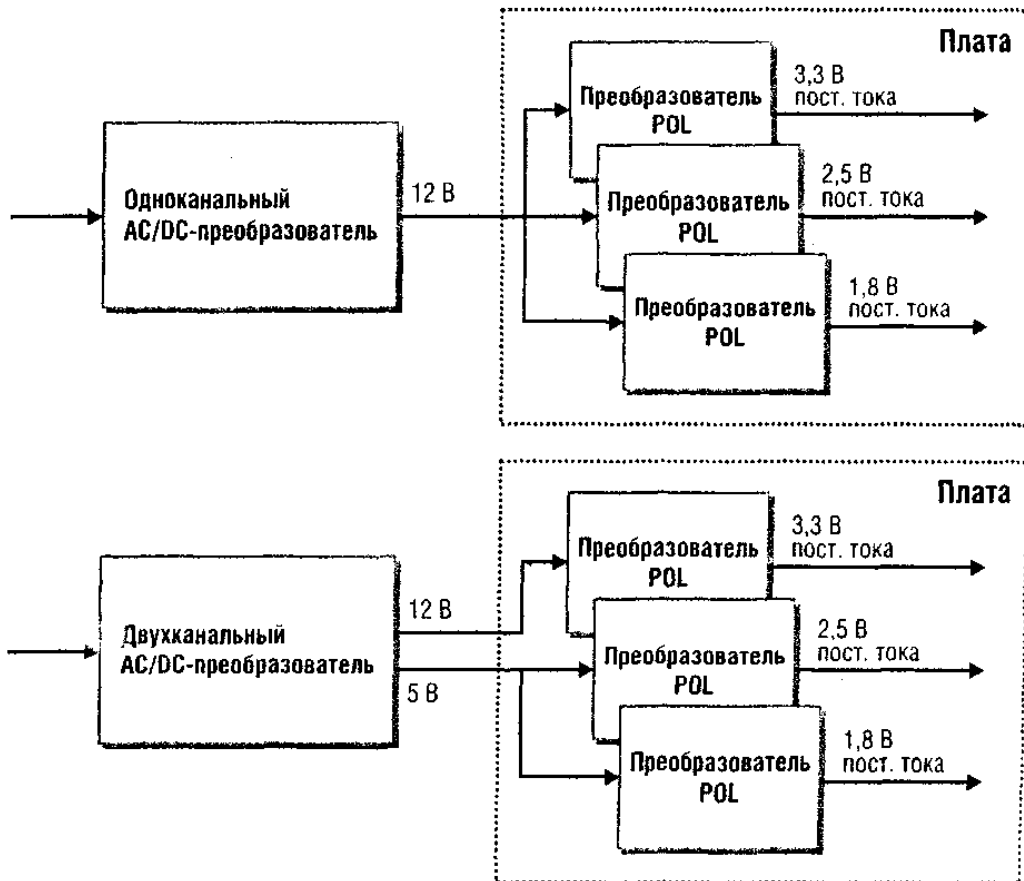 Плата
Преобразователь
POL
3,3 В
пост. тока
Одноканальный
AC/DC-преобразователь
12 В
Преобразователь
POL
2,5 В
пост. тока
Преобразователь
POL
1,8 В
пост. тока
Плата
Преобразователь
POL
3,3 В
пост. тока
Двухканальный
AC/DC-преобразователь
12 В
5 В
Преобразователь
POL
2,5 В
пост. тока
Преобразователь
POL
1,8 В
пост. тока